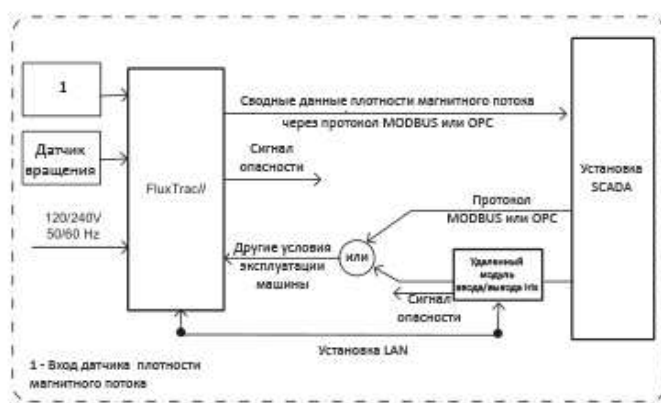 1
Датчик
вращения
120/240V
50/60 Hz
FluxTracII
Сводные данные плотности магнитного потока
через протокол MODBUS или OPC
Сигнал
опасности
Другие условия
эксплуатации
машины
или
Протокол
MODBUS или OPC
Удаленный
модуль
ввода/вывода Iris
Сигнал
опасности
Установка
SCADA
Установка LAN
1 - Вход датчика плотности
магнитного потока